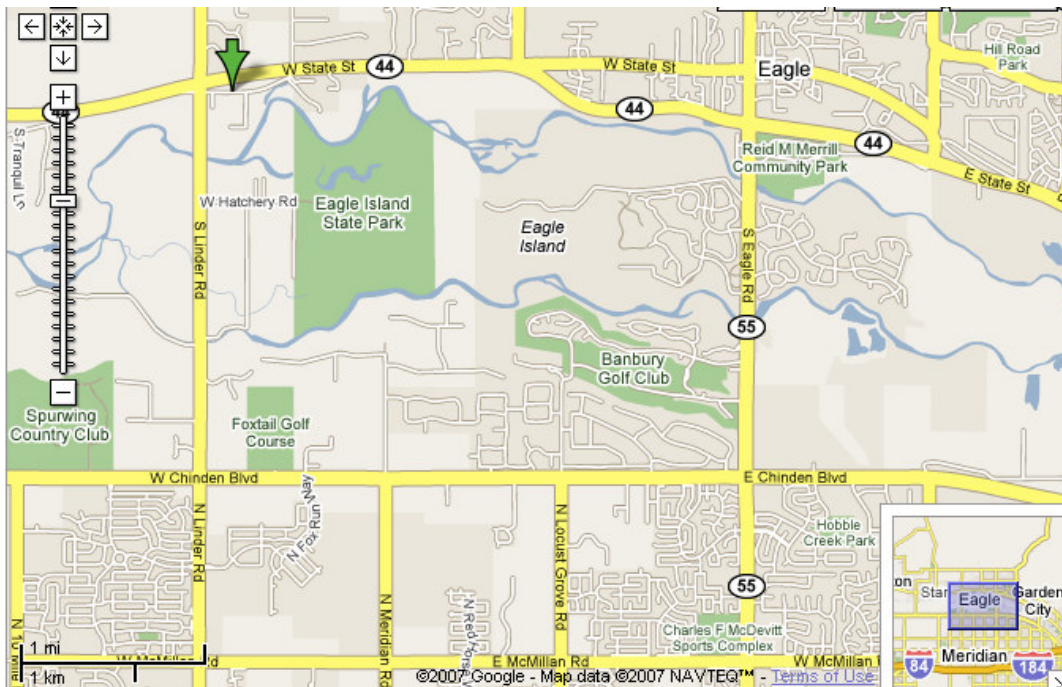 W State St
44
W State St
Eagle
Hill Road
Park
44
44
44
Reid M Merrill
Community Park
E State St
S Tranquil Ln
W Hatchery Rd
Eagle Island
State Park
Eagle
Island
S Linder Rd
S Eagle Rd
55
Banbury
Golf Club
Spurwing
Country Club
Foxtail Golf
Course
W Chinden Blvd
E Chinden Blvd
N Linder Rd
N Fox Run Way
N Locust Grove Rd
Hobble
Creek Park
55
N Meridian Rd
N 10 Mile
Charles F McDevitt
Sports Complex
1 mi
1 km
W McMillan Rd
E McMillan Rd
W McMillan
Star
Eagle
Garden
City
Meridian
84
184
©2007 Google - Map data ©2007 NAVTEQ™ - Terms of Use